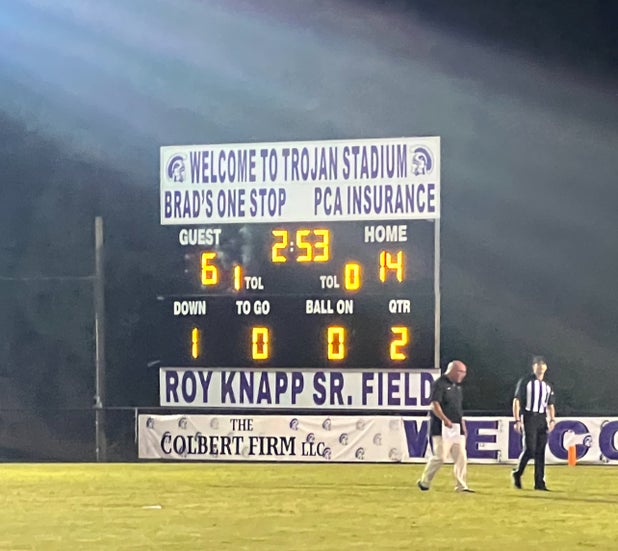 WELCOME TO TROJAN STADIUM
BRAD'S ONE STOP PCA INSURANCE
GUEST 2:53 HOME
6 1 TOL TOL 0 14
DOWN TO GO BALL ON QTR
1 0 0 2
ROY KNAPP SR. FIELD
THE
COLBERT FIRM LLC
WELCO